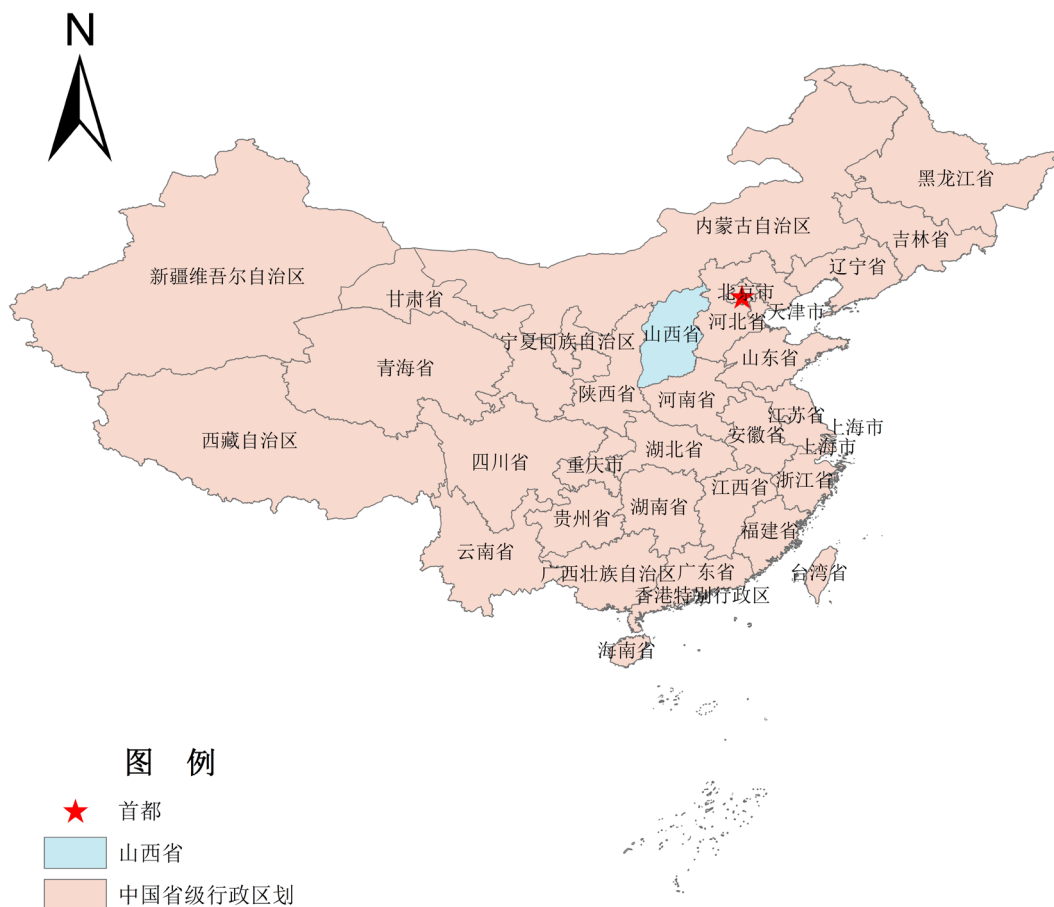 N
黑龙江省
内蒙古自治区
吉林省
辽宁省
新疆维吾尔自治区
甘肃省
北京市
天津市
河北省
山西省
宁夏回族自治区
山东省
青海省
陕西省
河南省
江苏省
上海市
安徽省
西藏自治区
上海市
湖北省
四川省
重庆市
浙江省
江西省
湖南省
贵州省
福建省
云南省
广西壮族自治区
广东省
台湾省
香港特别行政区
海南省
图 例
首都
山西省
中国省级行政区划